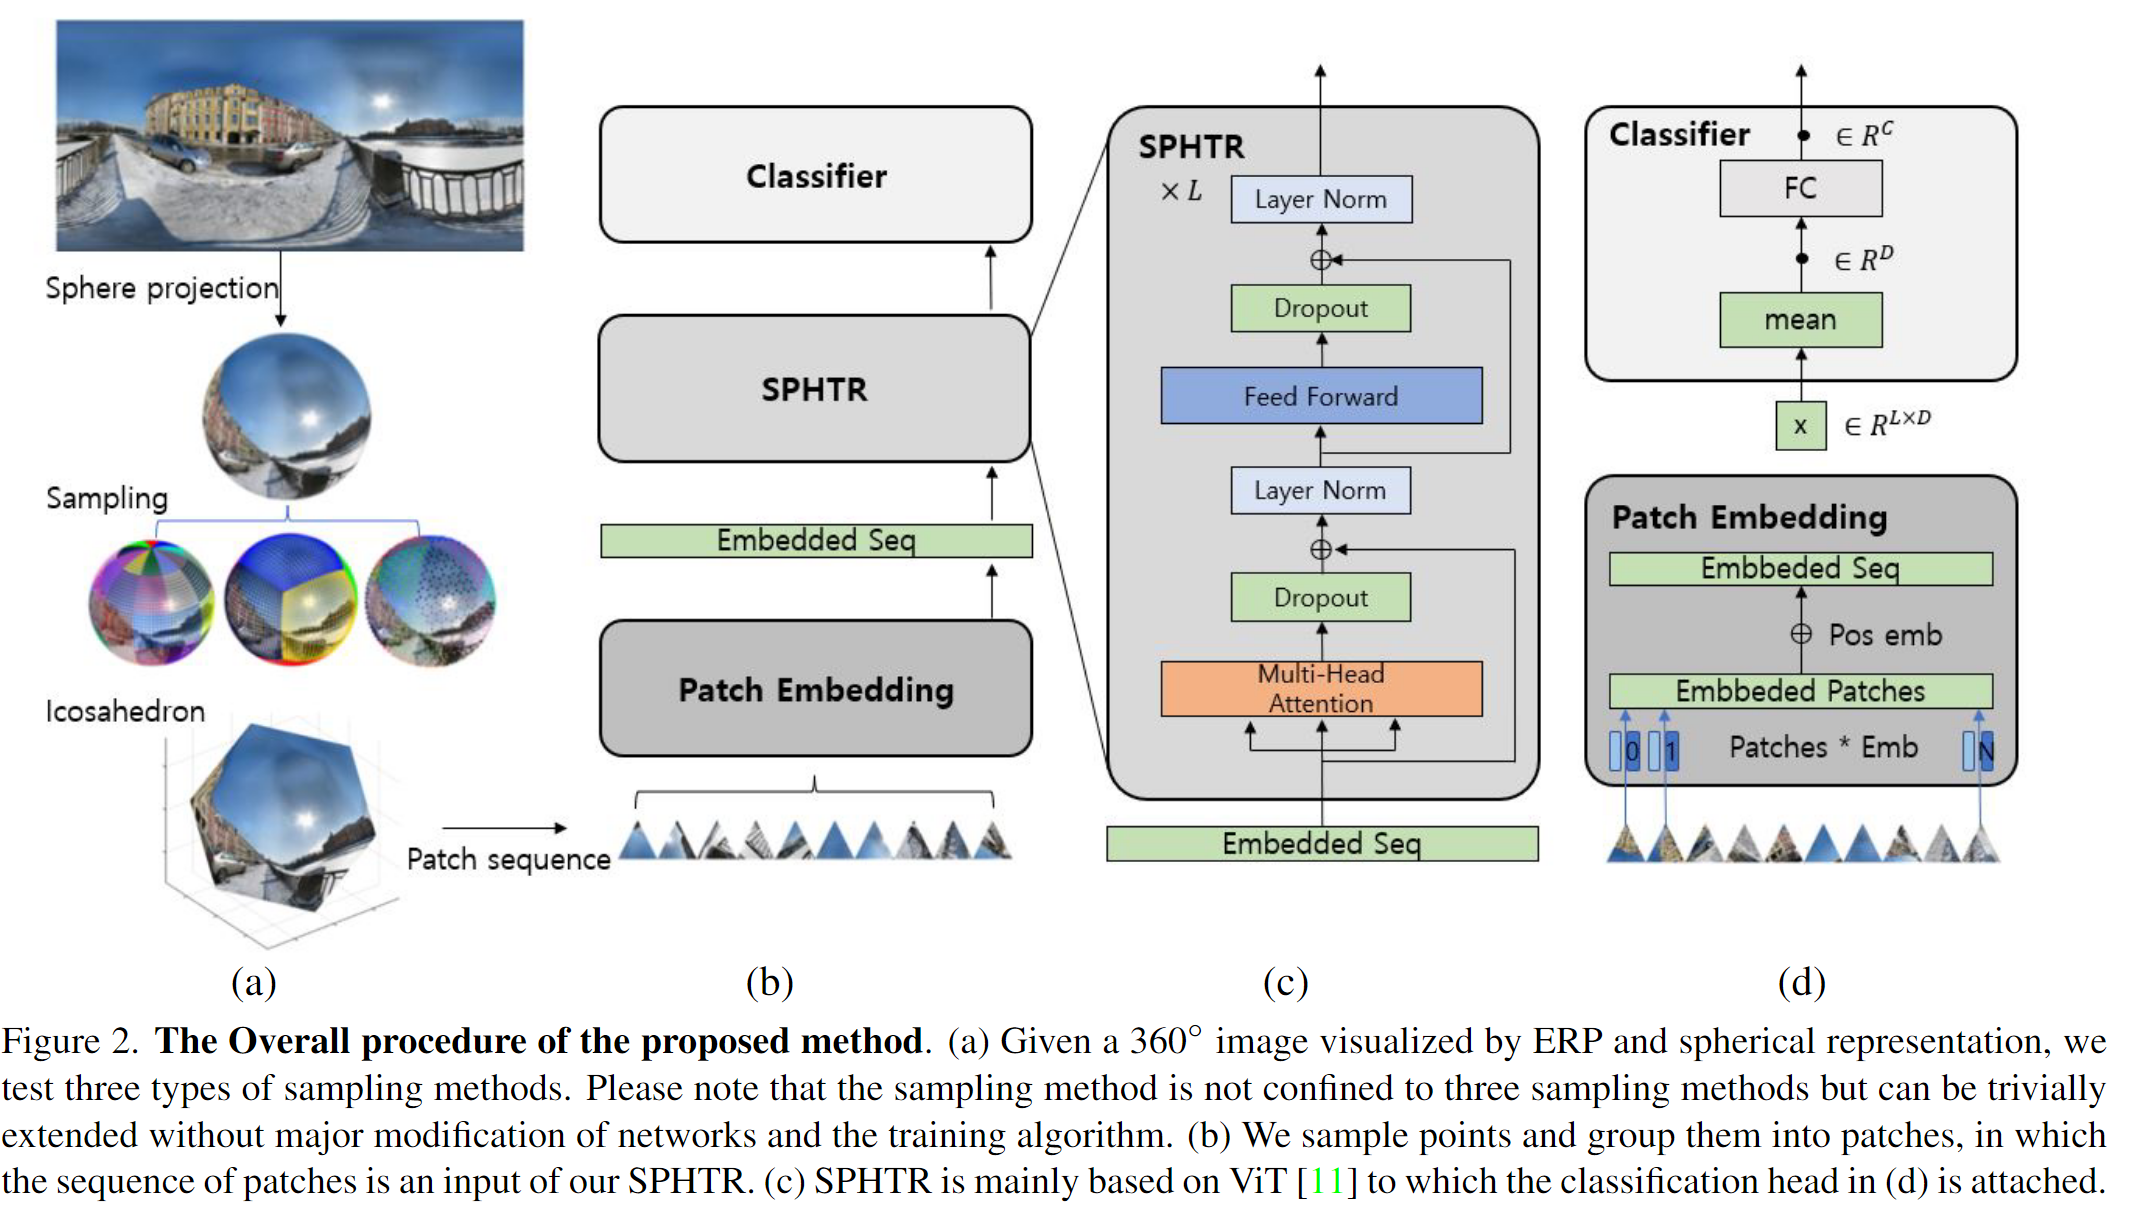 Sphere projection
Sampling
Icosahedron
Patch sequence
(a)
Classifier
SPHTR
Embedded Seq
Patch Embedding
(b)
SPHTR
× L
Layer Norm
⊕
Dropout
Feed Forward
Layer Norm
⊕
Dropout
Multi-Head
Attention
Embedded Seq
(c)
Classifier
∈ R^C
FC
∈ R^D
mean
x ∈ R^{L×D}
Patch Embedding
Embbeded Seq
⊕ Pos emb
Embbeded Patches
0 1 Patches * Emb N
(d)
Figure 2. The Overall procedure of the proposed method. (a) Given a 360° image visualized by ERP and spherical representation, we
test three types of sampling methods. Please note that the sampling method is not confined to three sampling methods but can be trivially
extended without major modification of networks and the training algorithm. (b) We sample points and group them into patches, in which
the sequence of patches is an input of our SPHTR. (c) SPHTR is mainly based on ViT [11] to which the classification head in (d) is attached.